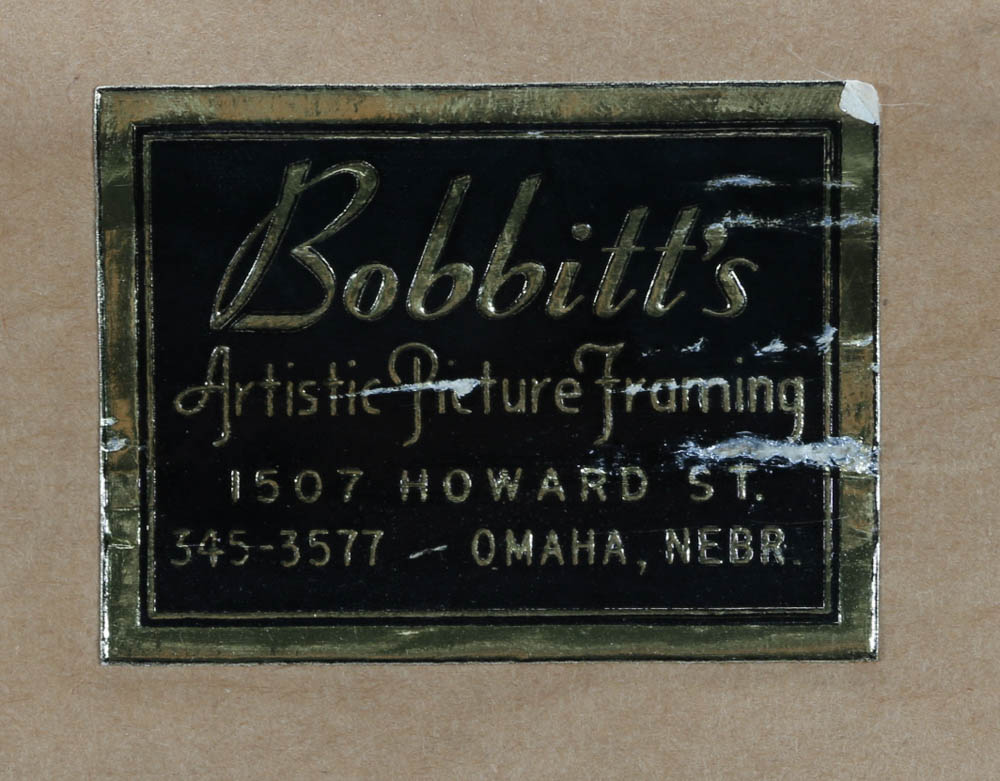 Bobbitt's
Artistic Picture Framing
1507 HOWARD ST.
345-3577 - OMAHA, NEBR.